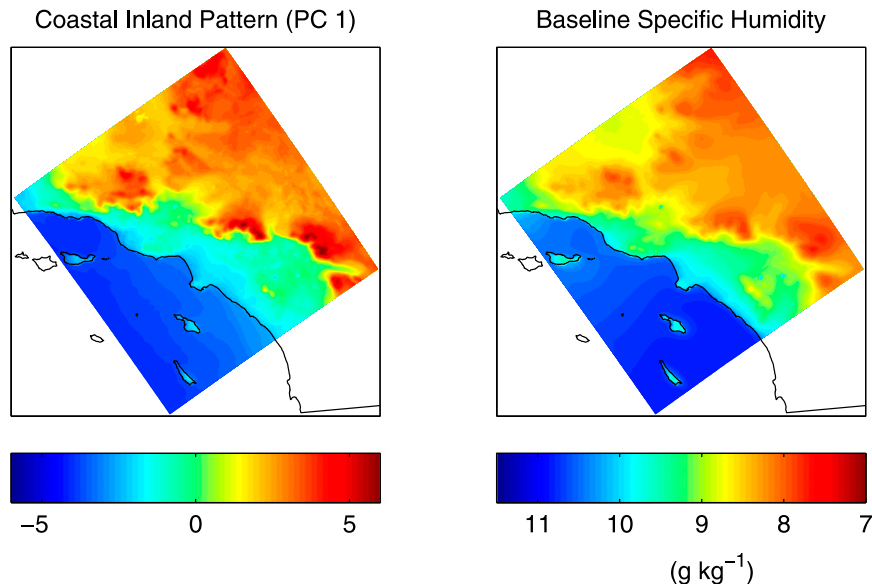 Coastal Inland Pattern (PC 1)
Baseline Specific Humidity
−5 0 5
11 10 9 8 7
(g kg⁻¹)